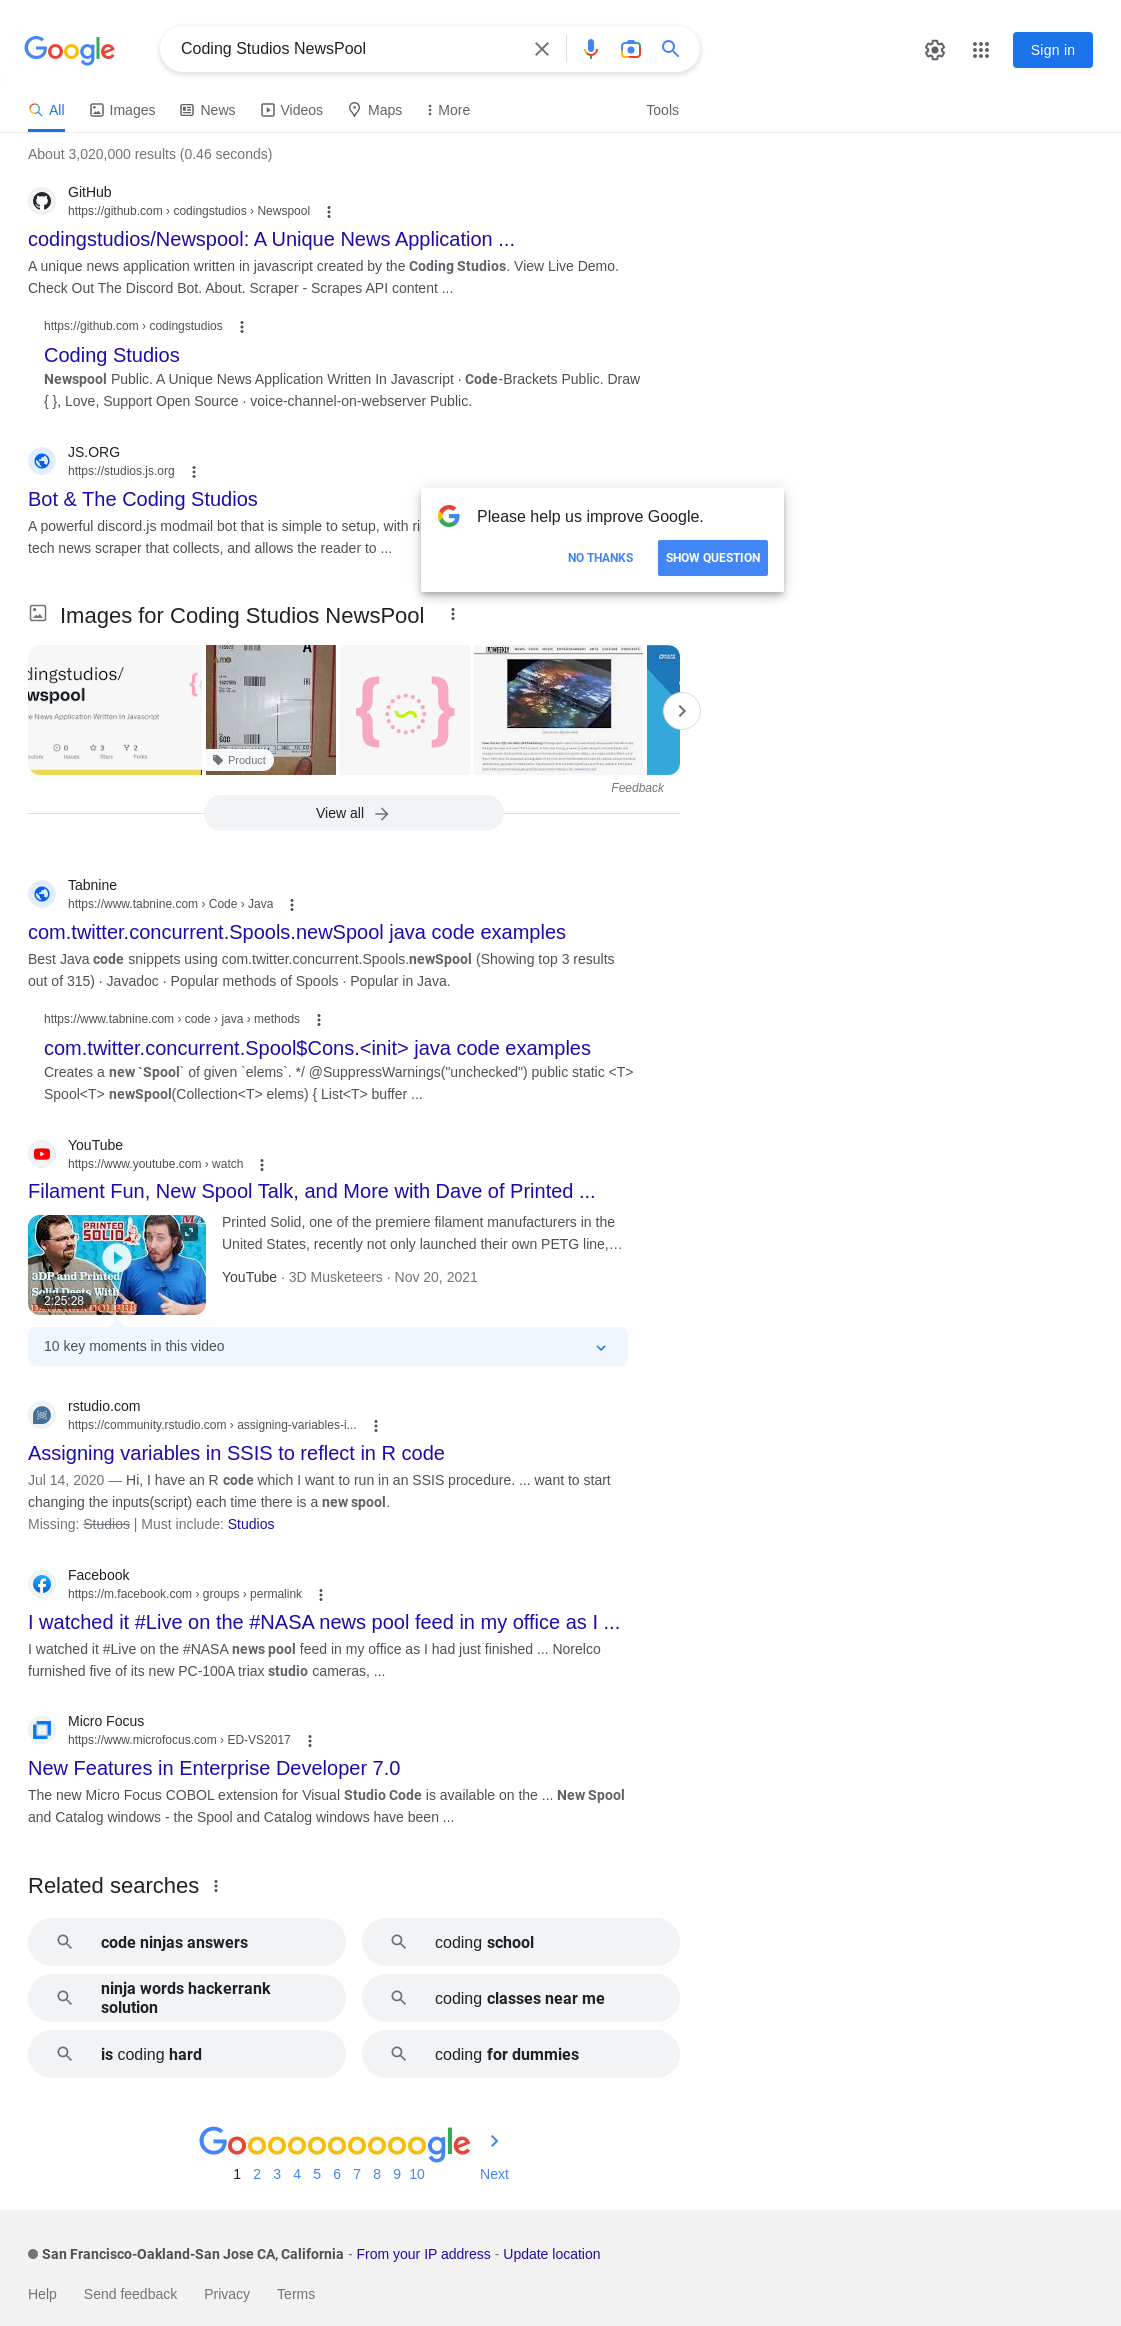 Google
Coding Studios NewsPool
Sign in
All
Images
News
Videos
Maps
More
Tools
About 3,020,000 results (0.46 seconds)
GitHub
https://github.com › codingstudios › Newspool
codingstudios/Newspool: A Unique News Application ...
A unique news application written in javascript created by the Coding Studios. View Live Demo.
Check Out The Discord Bot. About. Scraper - Scrapes API content ...
https://github.com › codingstudios
Coding Studios
Newspool Public. A Unique News Application Written In Javascript · Code-Brackets Public. Draw
{ }, Love, Support Open Source · voice-channel-on-webserver Public.
JS.ORG
https://studios.js.org
Bot & The Coding Studios
A powerful discord.js modmail bot that is simple to setup, with
tech news scraper that collects, and allows the reader to ...
Please help us improve Google.
NO THANKS
SHOW QUESTION
Images for Coding Studios NewsPool
dingstudios/
wspool
e News Application Written In Javascript
0
3
2
butors
Issues
Stars
Forks
Product
WEEKLY
Feedback
View all
Tabnine
https://www.tabnine.com › Code › Java
com.twitter.concurrent.Spools.newSpool java code examples
Best Java code snippets using com.twitter.concurrent.Spools.newSpool (Showing top 3 results
out of 315) · Javadoc · Popular methods of Spools · Popular in Java.
https://www.tabnine.com › code › java › methods
com.twitter.concurrent.Spool$Cons.<init> java code examples
Creates a new `Spool` of given `elems`. */ @SuppressWarnings("unchecked") public static <T>
Spool<T> newSpool(Collection<T> elems) { List<T> buffer ...
YouTube
https://www.youtube.com › watch
Filament Fun, New Spool Talk, and More with Dave of Printed ...
PRINTED
SOLID
3DP and Printed
Solid Deets With
2:25:28
Printed Solid, one of the premiere filament manufacturers in the
United States, recently not only launched their own PETG line,…
YouTube · 3D Musketeers · Nov 20, 2021
10 key moments in this video
rstudio.com
https://community.rstudio.com › assigning-variables-i...
Assigning variables in SSIS to reflect in R code
Jul 14, 2020 — Hi, I have an R code which I want to run in an SSIS procedure. ... want to start
changing the inputs(script) each time there is a new spool.
Missing: Studios | Must include: Studios
Facebook
https://m.facebook.com › groups › permalink
I watched it #Live on the #NASA news pool feed in my office as I ...
I watched it #Live on the #NASA news pool feed in my office as I had just finished ... Norelco
furnished five of its new PC-100A triax studio cameras, ...
Micro Focus
https://www.microfocus.com › ED-VS2017
New Features in Enterprise Developer 7.0
The new Micro Focus COBOL extension for Visual Studio Code is available on the ... New Spool
and Catalog windows - the Spool and Catalog windows have been ...
Related searches
code ninjas answers
coding school
ninja words hackerrank
solution
coding classes near me
is coding hard
coding for dummies
Goooooooooogle
1 2 3 4 5 6 7 8 9 10 Next
San Francisco-Oakland-San Jose CA, California - From your IP address - Update location
Help Send feedback Privacy Terms